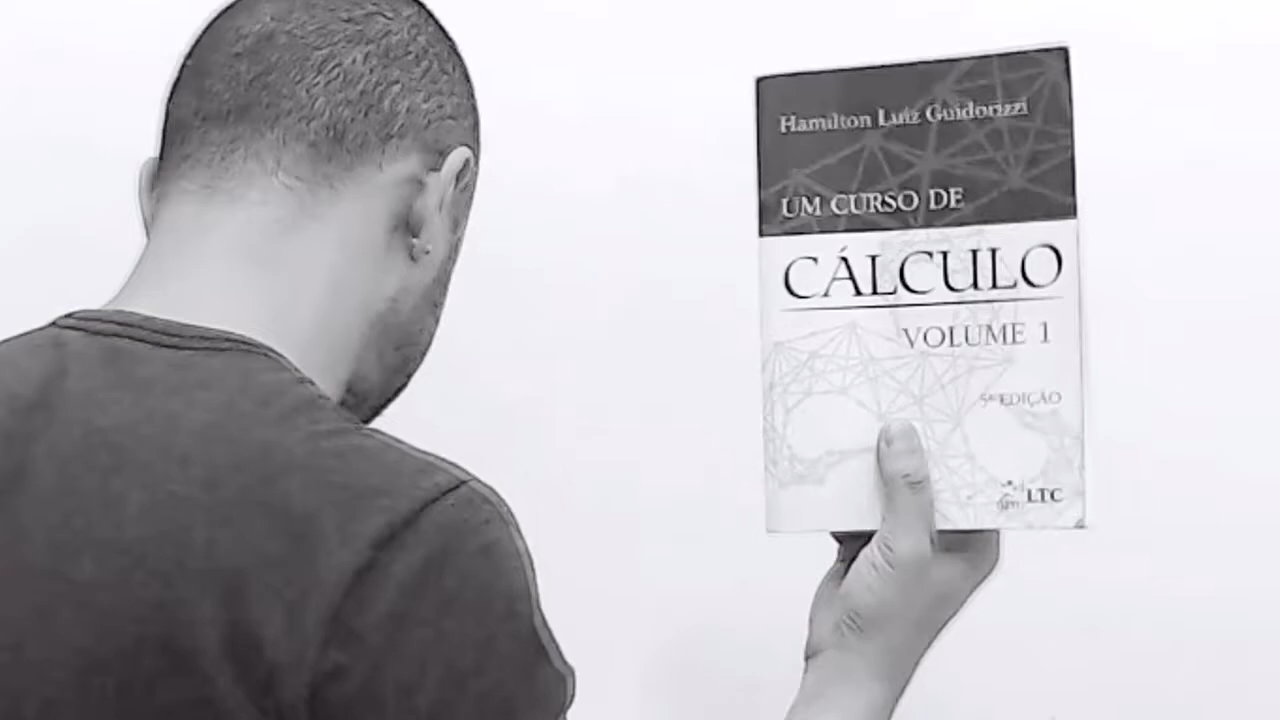 Hamilton Luiz Guidorizzi
UM CURSO DE
CÁLCULO
VOLUME 1
5ª EDIÇÃO
LTC